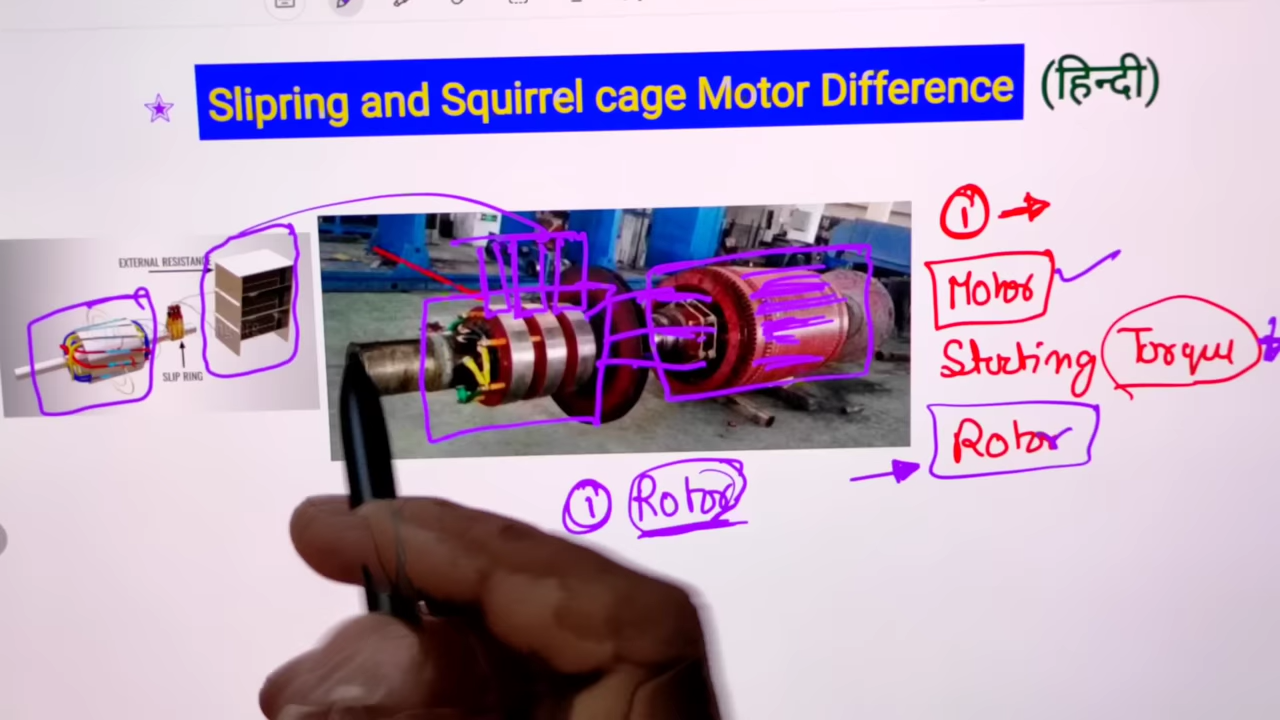 Slipring and Squirrel cage Motor Difference (हिन्दी)
EXTERNAL RESISTANCE
SLIP RING
① →
Motor
Starting Torque
Rotor
① Rotor